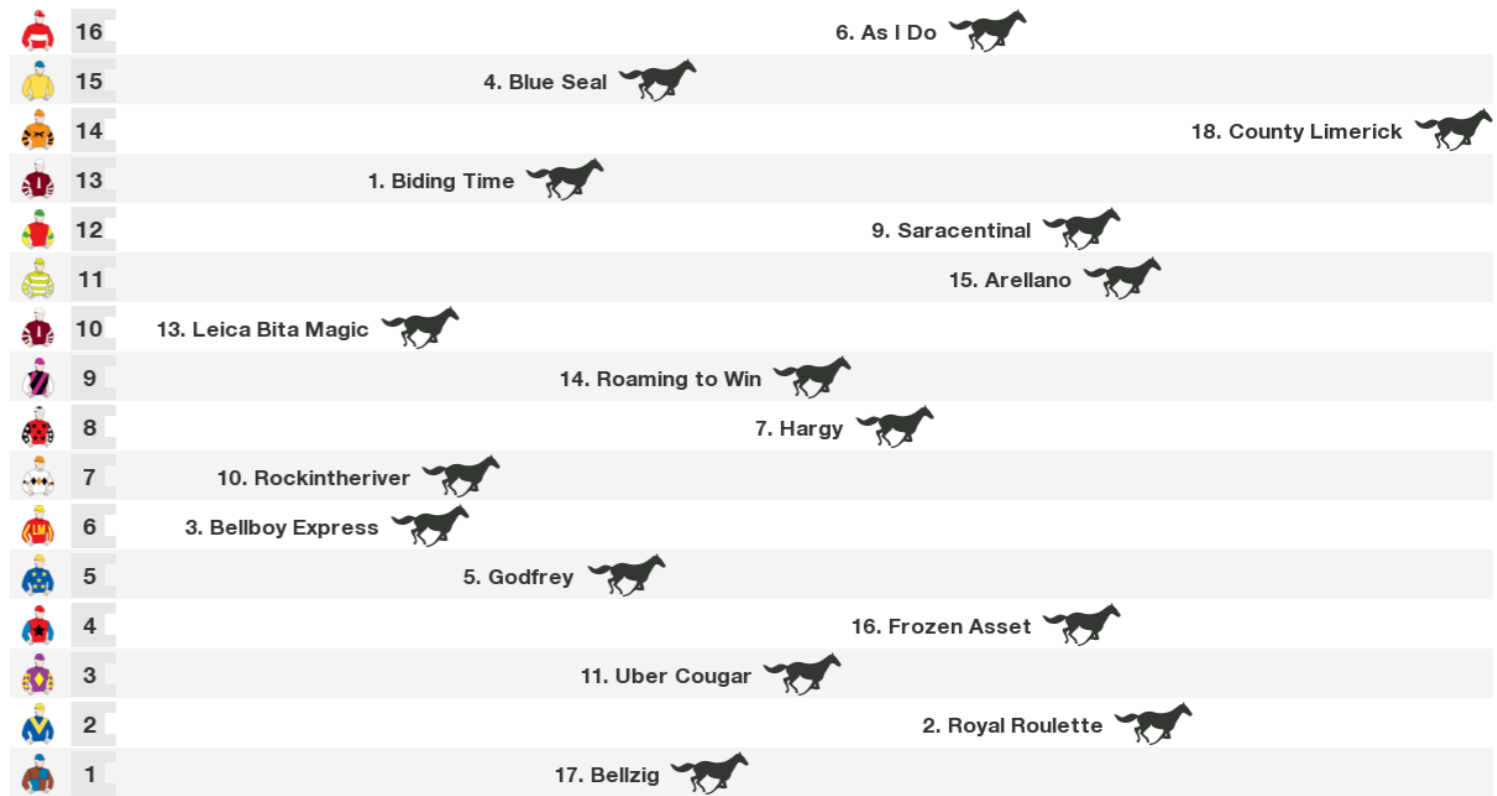 16 6. As I Do
15 4. Blue Seal
14 18. County Limerick
13 1. Biding Time
12 9. Saracentinal
11 15. Arellano
10 13. Leica Bita Magic
9 14. Roaming to Win
8 7. Hargy
7 10. Rockintheriver
LM 6 3. Bellboy Express
5 5. Godfrey
4 16. Frozen Asset
3 11. Uber Cougar
2 2. Royal Roulette
1 17. Bellzig